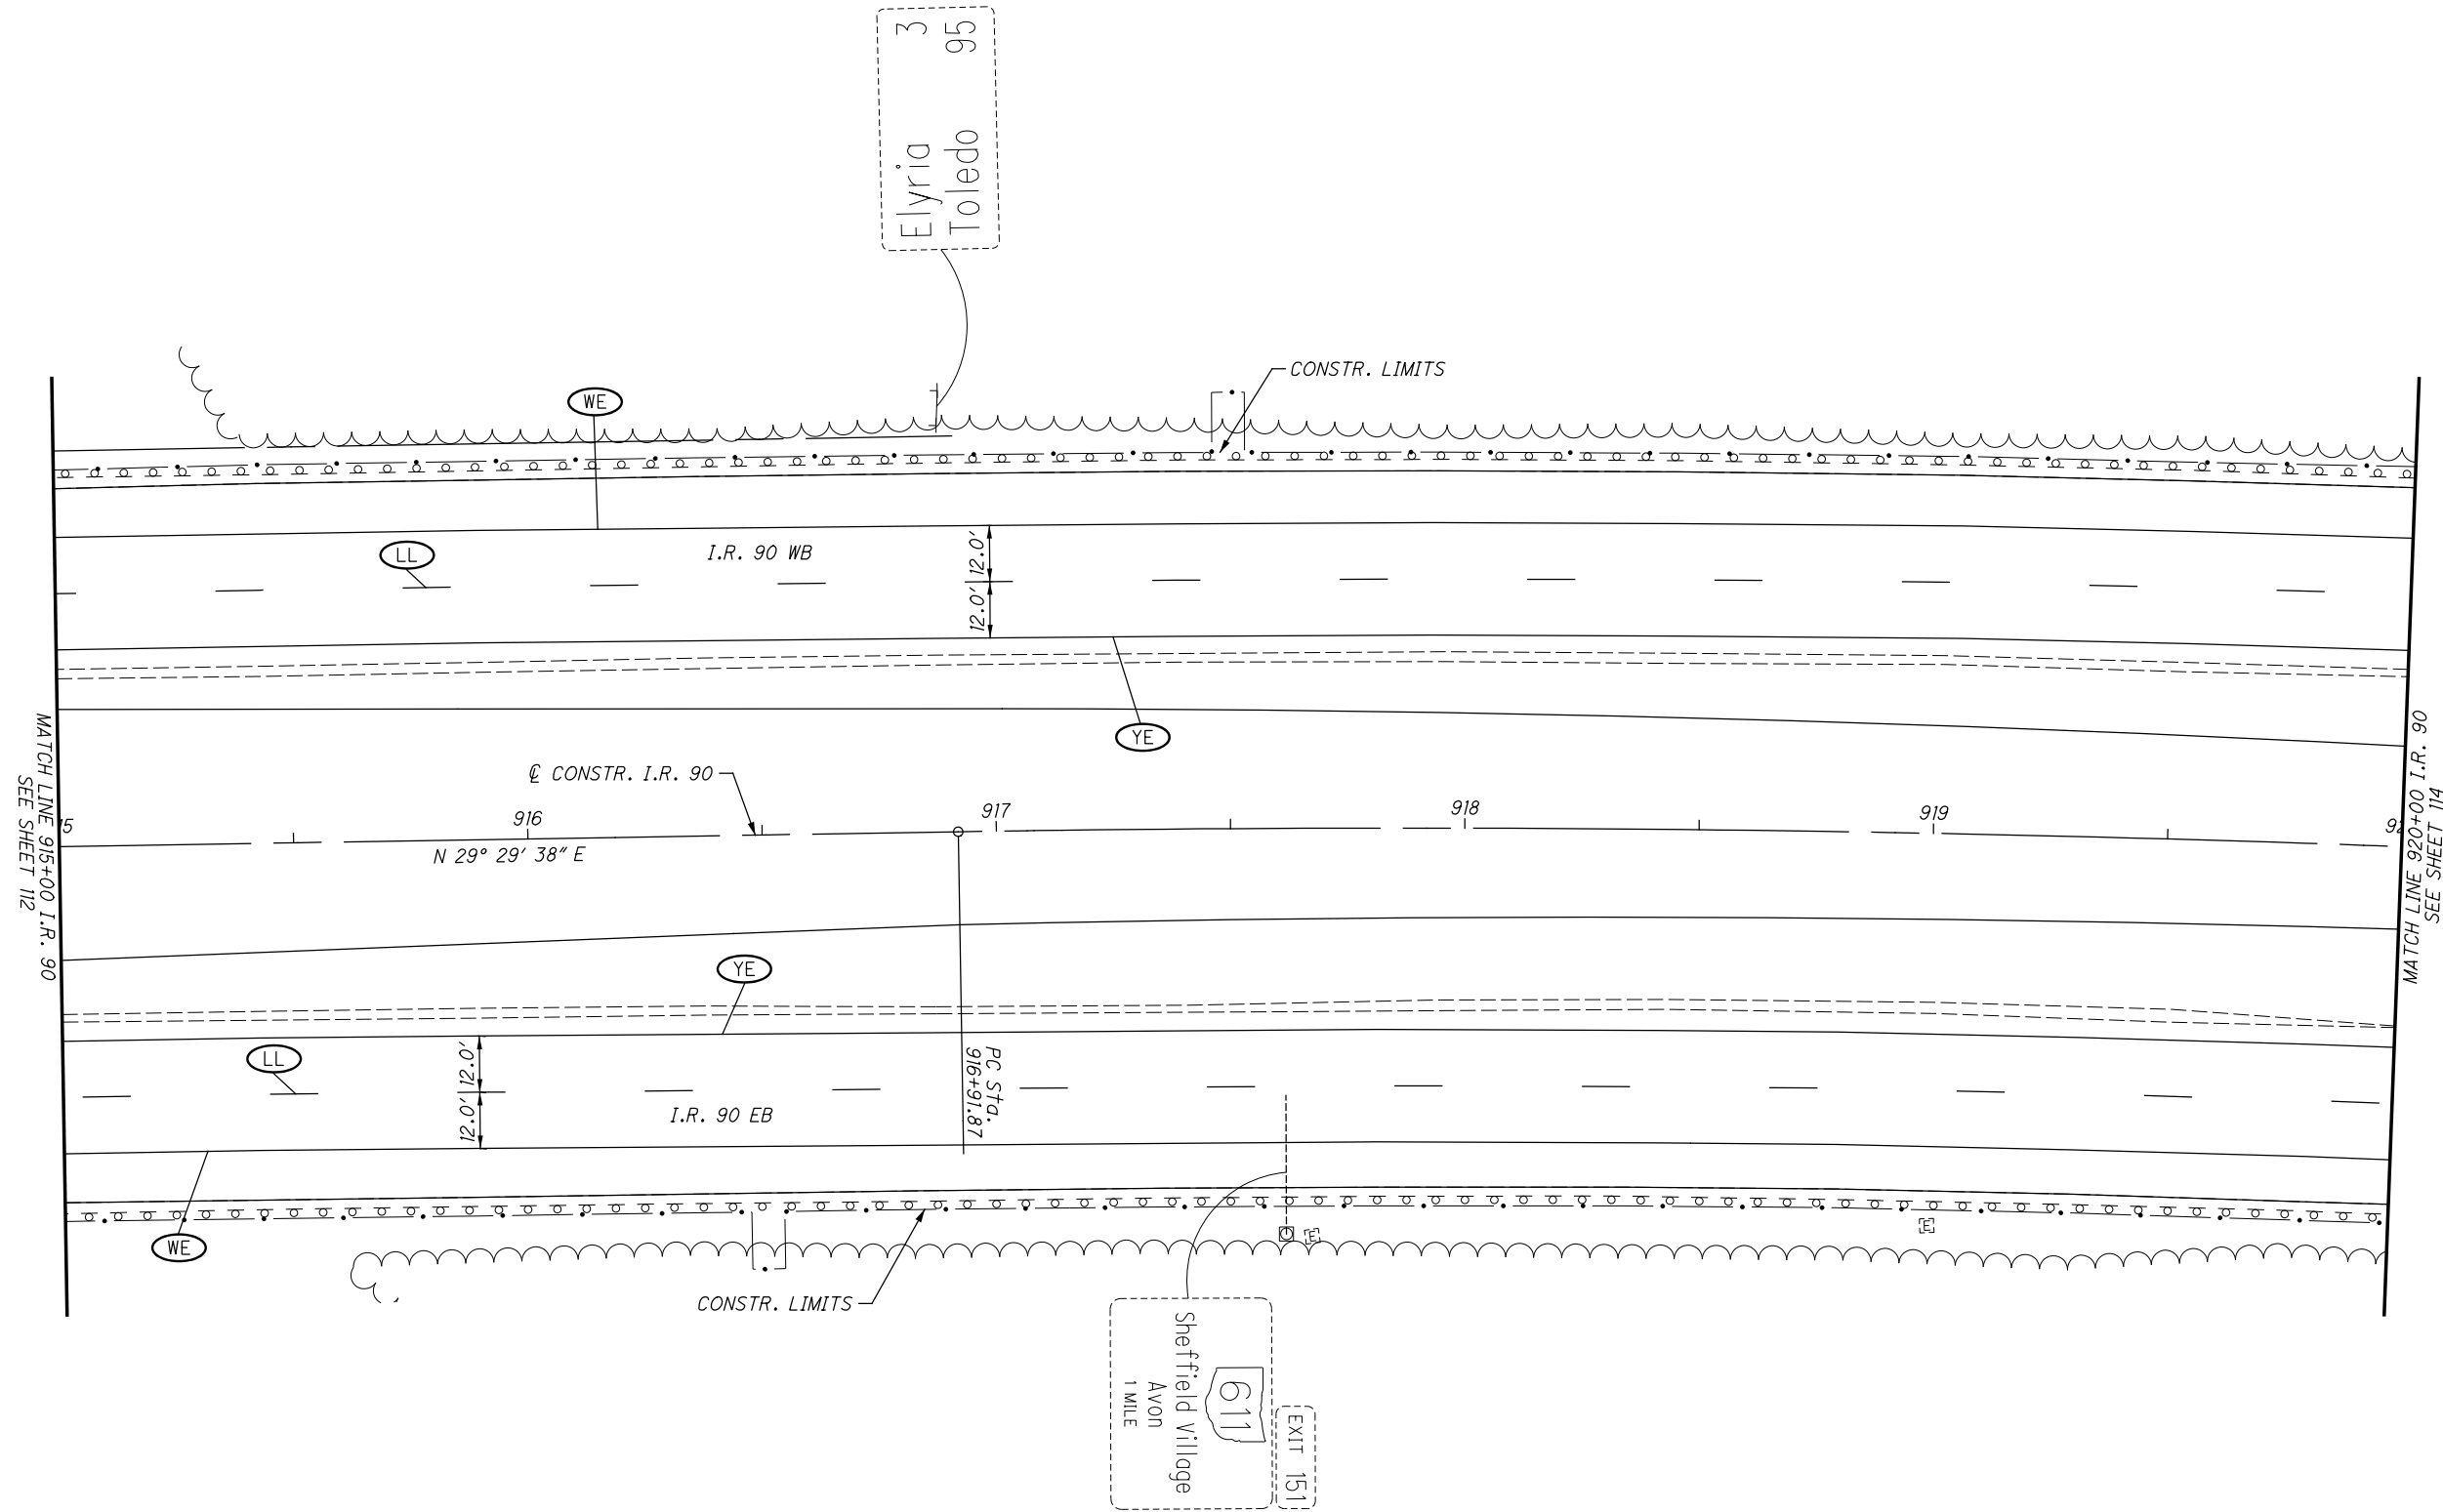 Elyria 3
Toledo 95
CONSTR. LIMITS
WE
LL
I.R. 90 WB
12.0'
12.0'
YE
℄ CONSTR. I.R. 90
15
916
917
918
919
92
N 29° 29' 38" E
MATCH LINE 915+00 I.R. 90
SEE SHEET 112
MATCH LINE 920+00 I.R. 90
SEE SHEET 114
YE
LL
12.0'
12.0'
I.R. 90 EB
PC Sta.
916+91.87
WE
E
E
CONSTR. LIMITS
EXIT 151
611
Sheffield Village
Avon
1 MILE